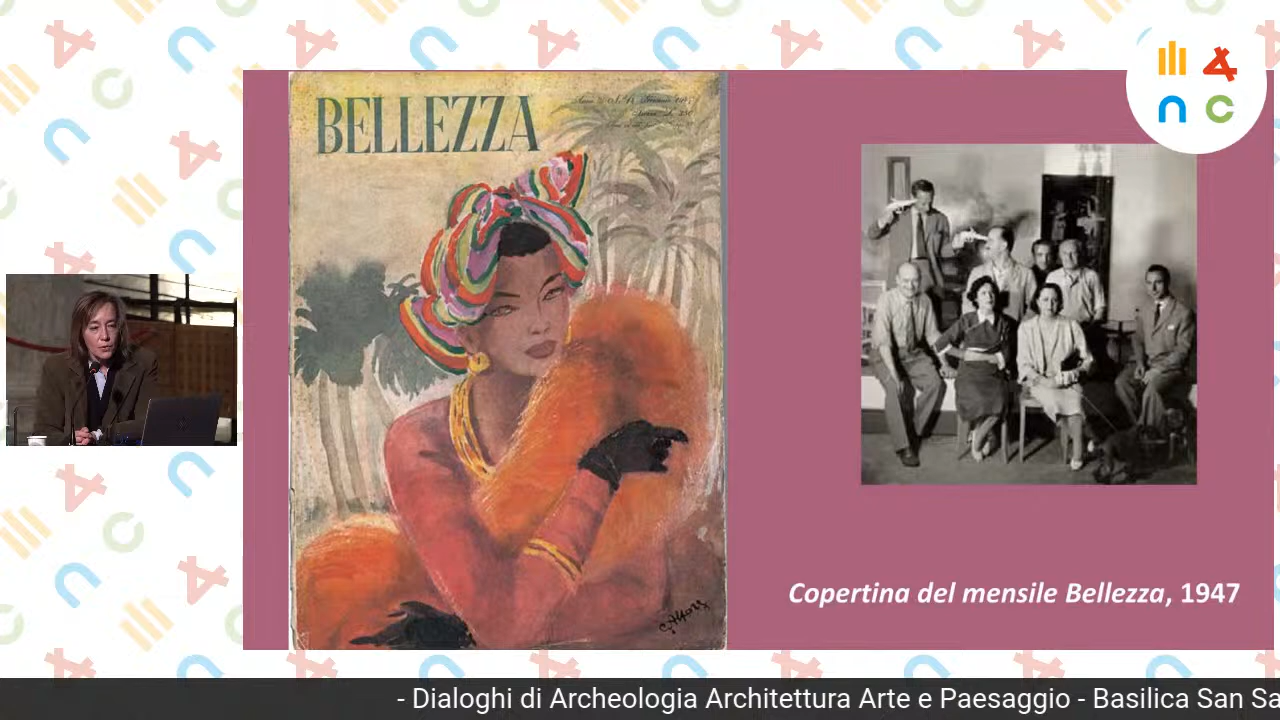 BELLEZZA
Copertina del mensile Bellezza, 1947
- Dialoghi di Archeologia Architettura Arte e Paesaggio - Basilica San Sa